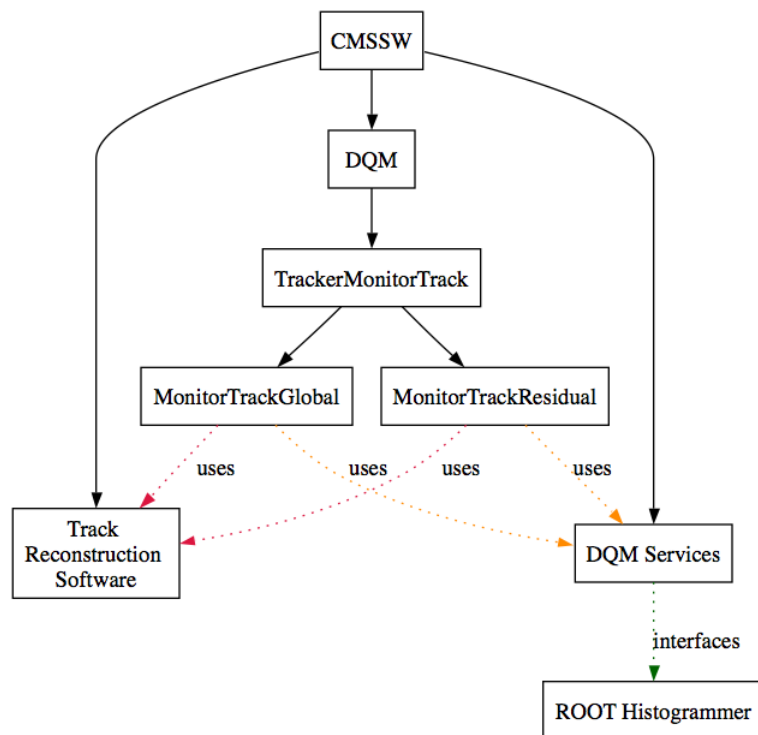 CMSSW
DQM
TrackerMonitorTrack
MonitorTrackGlobal
MonitorTrackResidual
uses
uses
uses
uses
Track
Reconstruction
Software
DQM Services
interfaces
ROOT Histogrammer